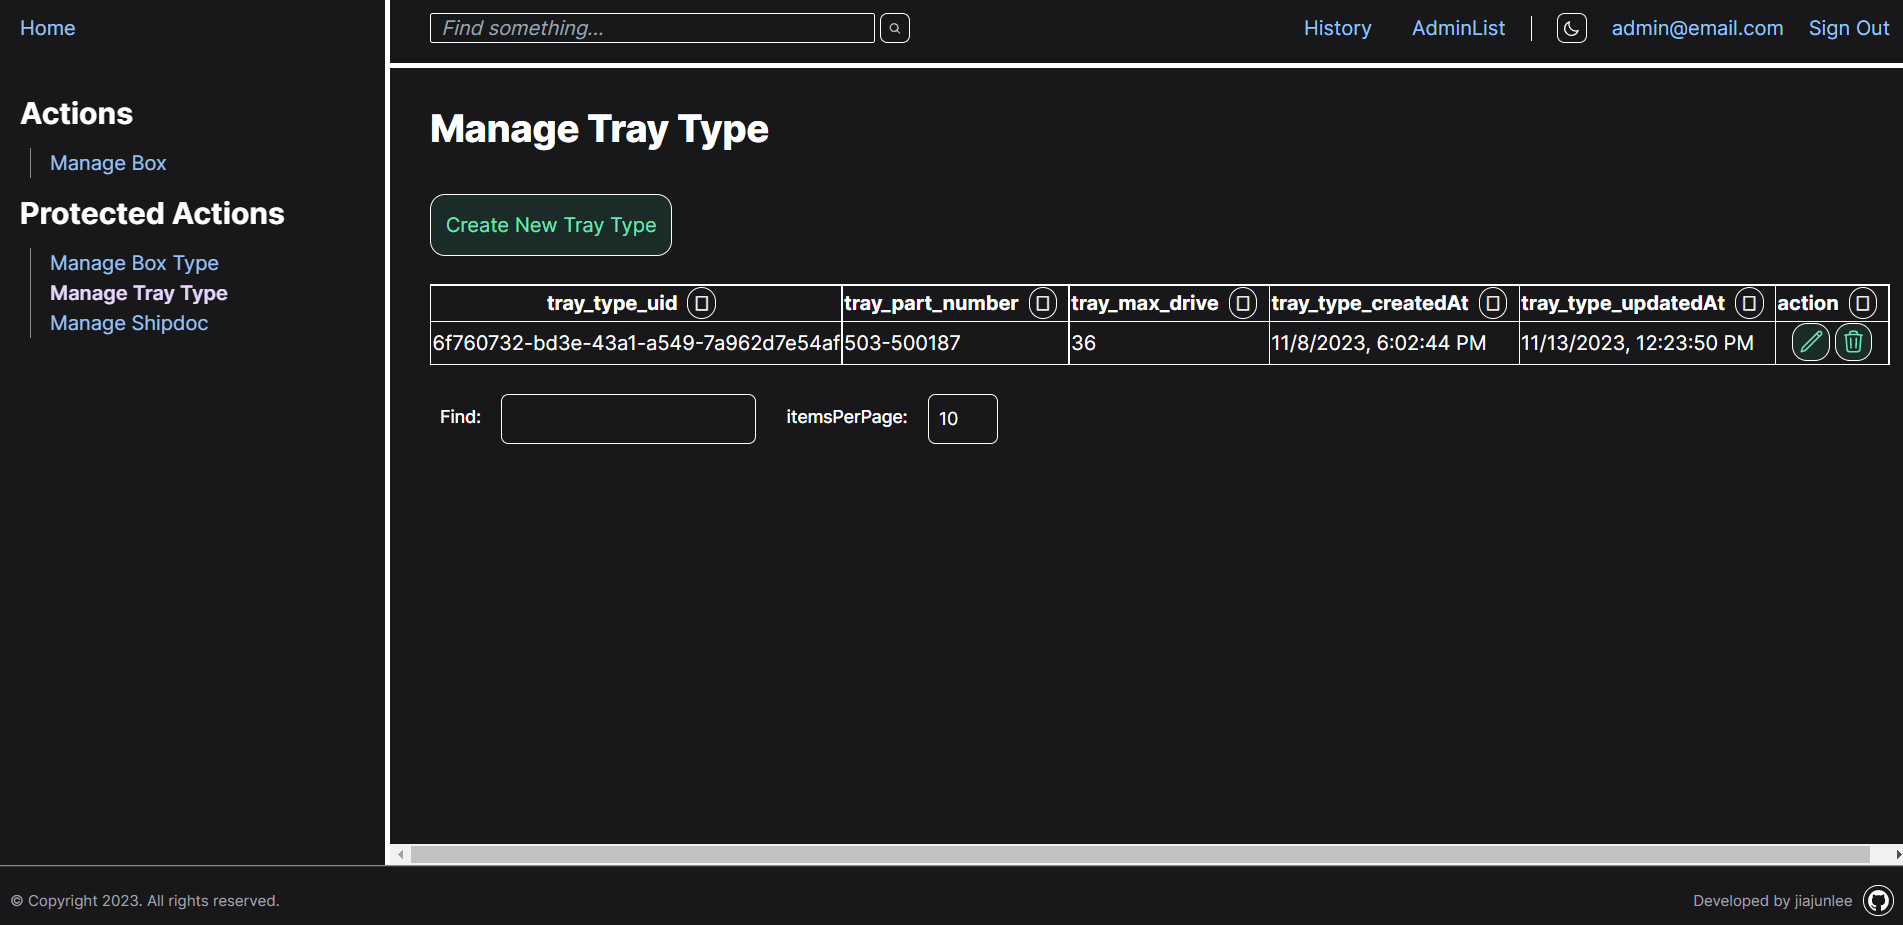 Home
Find something...
History
AdminList
admin@email.com
Sign Out
Actions
Manage Box
Protected Actions
Manage Box Type
Manage Tray Type
Manage Shipdoc
Manage Tray Type
Create New Tray Type
tray_type_uid tray_part_number tray_max_drive tray_type_createdAt tray_type_updatedAt action
6f760732-bd3e-43a1-a549-7a962d7e54af 503-500187 36 11/8/2023, 6:02:44 PM 11/13/2023, 12:23:50 PM
Find: itemsPerPage: 10
© Copyright 2023. All rights reserved.
Developed by jiajunlee